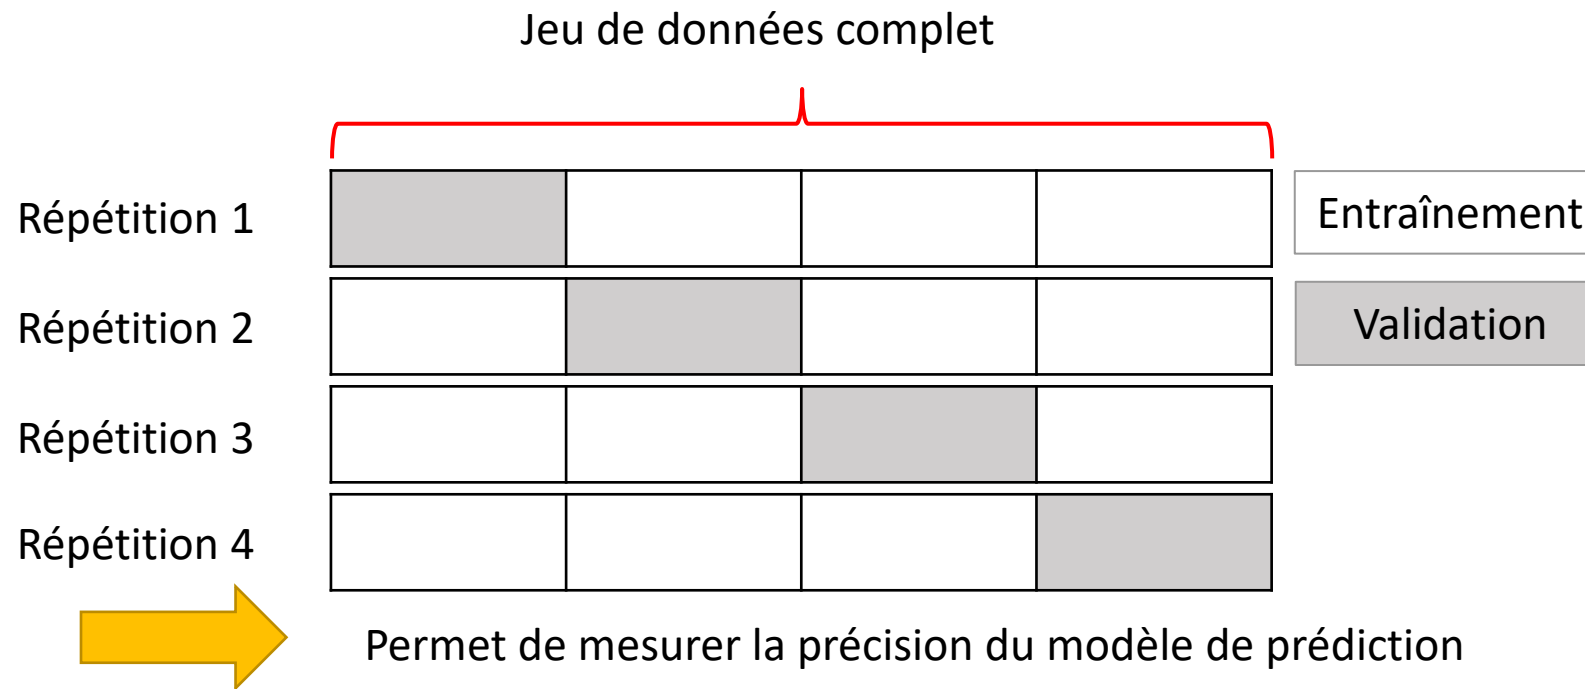 Jeu de données complet
Répétition 1
Entraînement
Répétition 2
Validation
Répétition 3
Répétition 4
Permet de mesurer la précision du modèle de prédiction